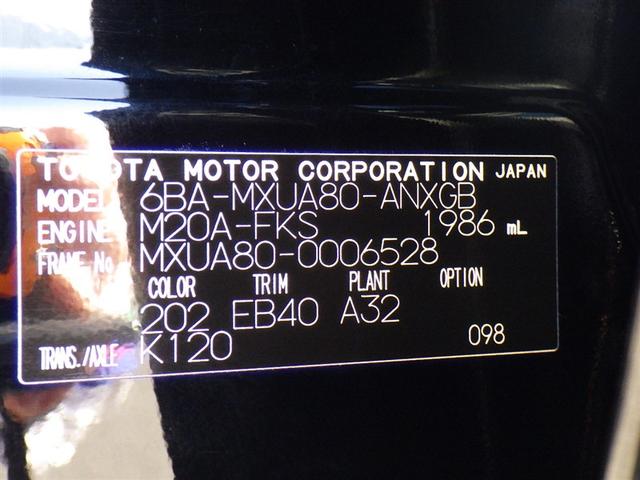 TOYOTA MOTOR CORPORATION JAPAN
MODEL 6BA-MXUA80-ANXGB
ENGINE M20A-FKS 1986 mL
FRAME No. MXUA80-0006528
COLOR TRIM PLANT OPTION
202 EB40 A32
TRANS./AXLE K120 098